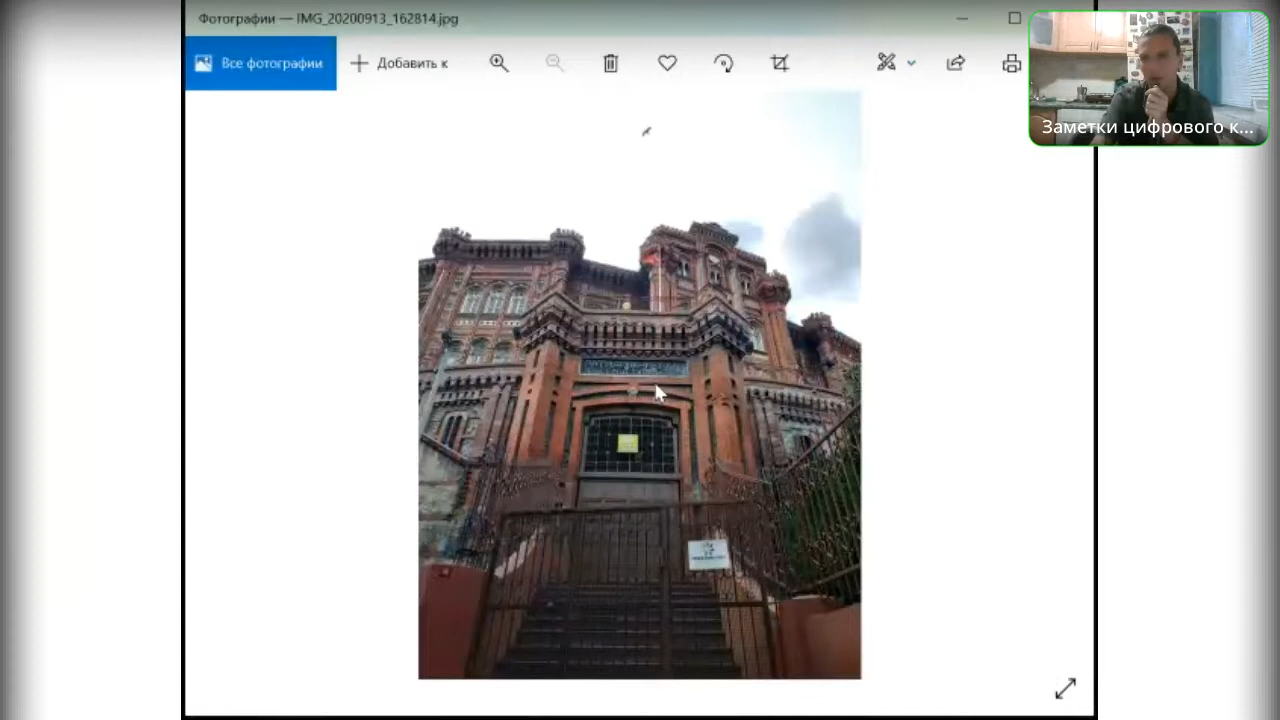 Фотографии — IMG_20200913_162814.jpg
Все фотографии
Добавить к
Заметки цифрового к...